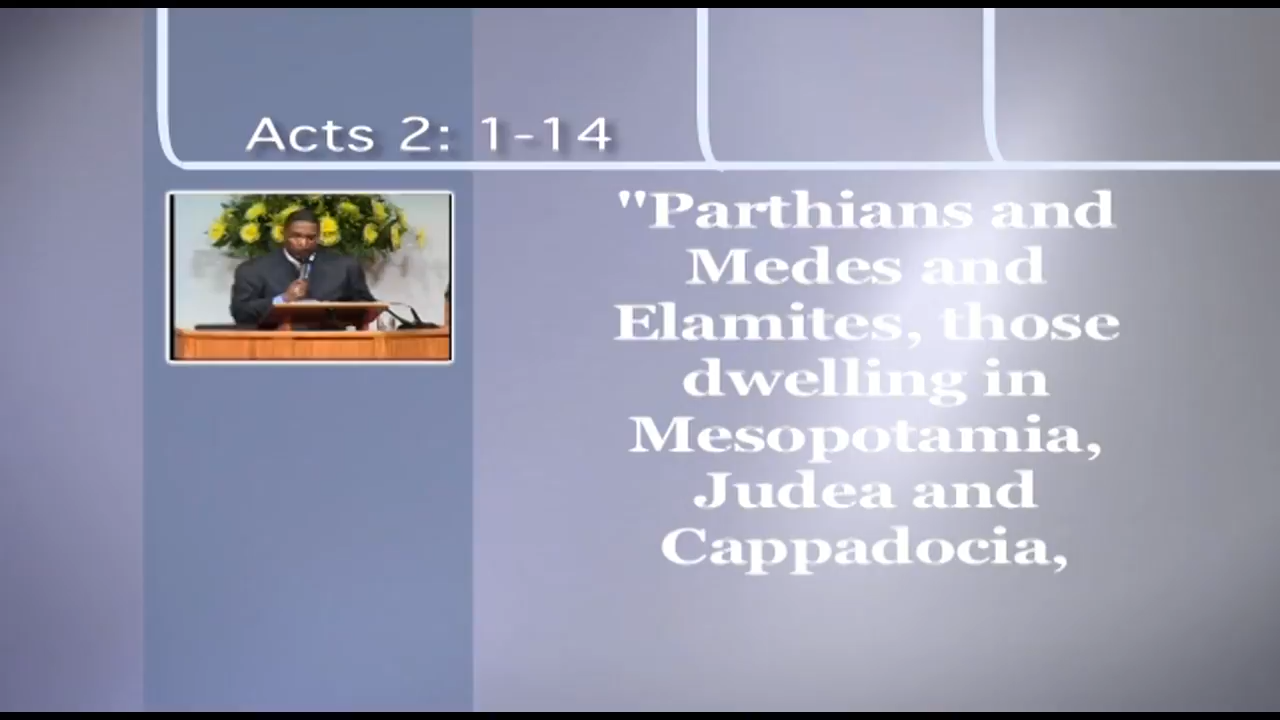 Acts 2: 1-14
"Parthians and
Medes and
Elamites, those
dwelling in
Mesopotamia,
Judea and
Cappadocia,